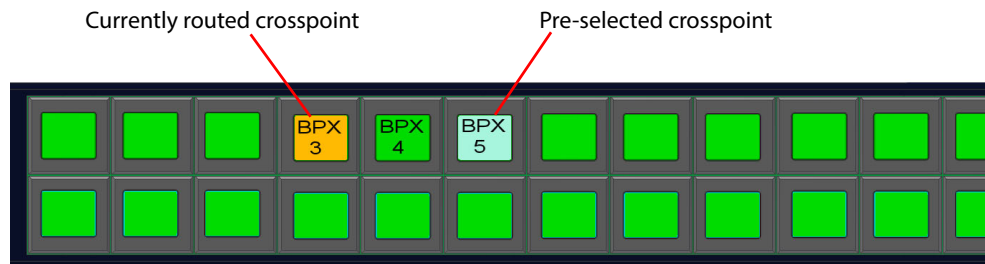 Currently routed crosspoint
Pre-selected crosspoint
BPX
3
BPX
4
BPX
5